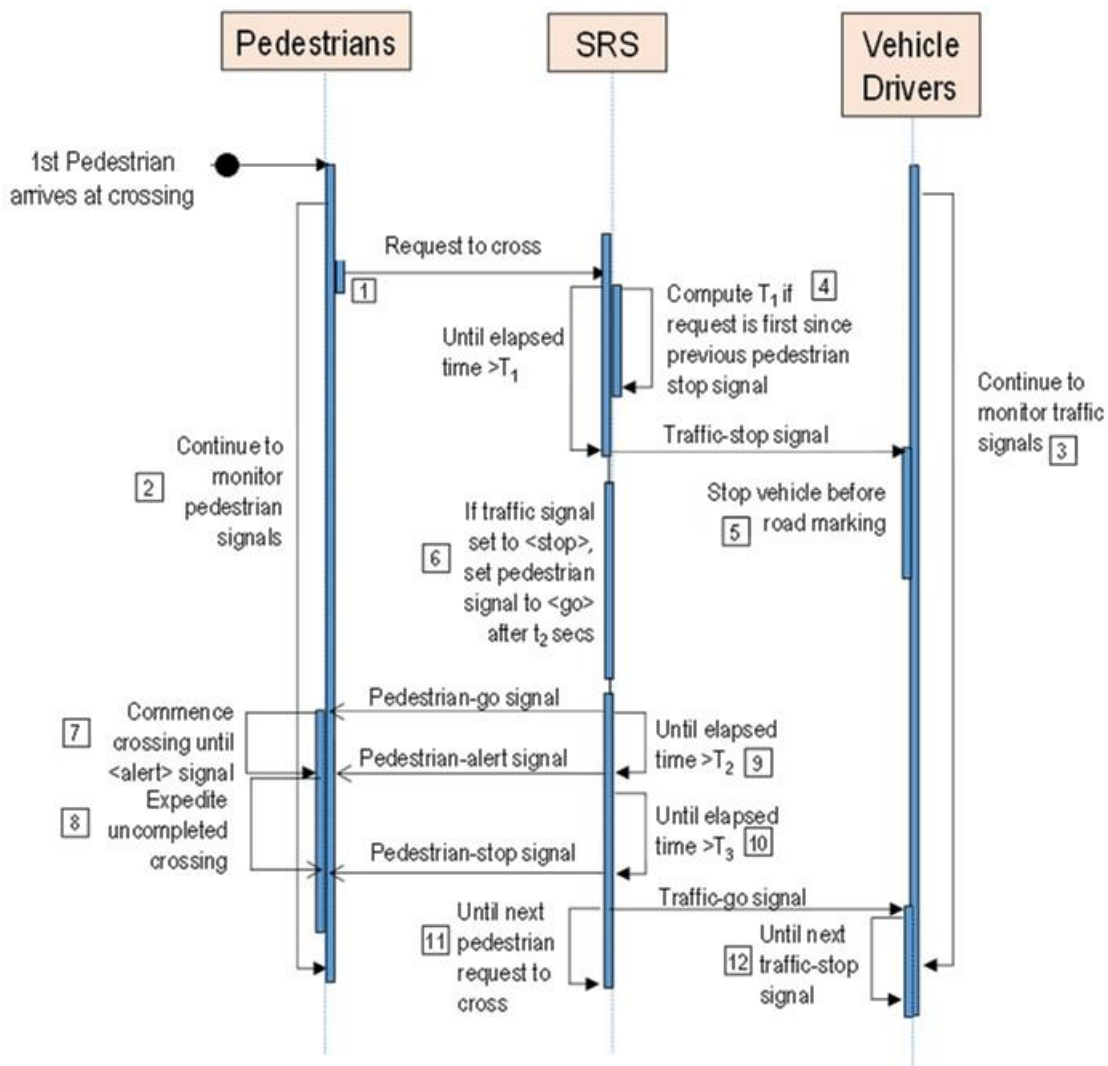 Pedestrians
SRS
Vehicle
Drivers
1st Pedestrian
arrives at crossing
Request to cross
1
Compute T1 if
4
request is first since
previous pedestrian
stop signal
Until elapsed
time >T1
Continue to
monitor traffic
signals
3
Traffic-stop signal
Continue to
monitor
pedestrian
signals
2
Stop vehicle before
road marking
5
If traffic signal
set to <stop>,
set pedestrian
signal to <go>
after t2 secs
6
Pedestrian-go signal
Commence
crossing until
<alert> signal
7
Until elapsed
time >T2
9
Pedestrian-alert signal
Expedite
uncompleted
crossing
8
Until elapsed
time >T3
10
Pedestrian-stop signal
Traffic-go signal
Until next
pedestrian
request to
cross
11
Until next
traffic-stop
signal
12